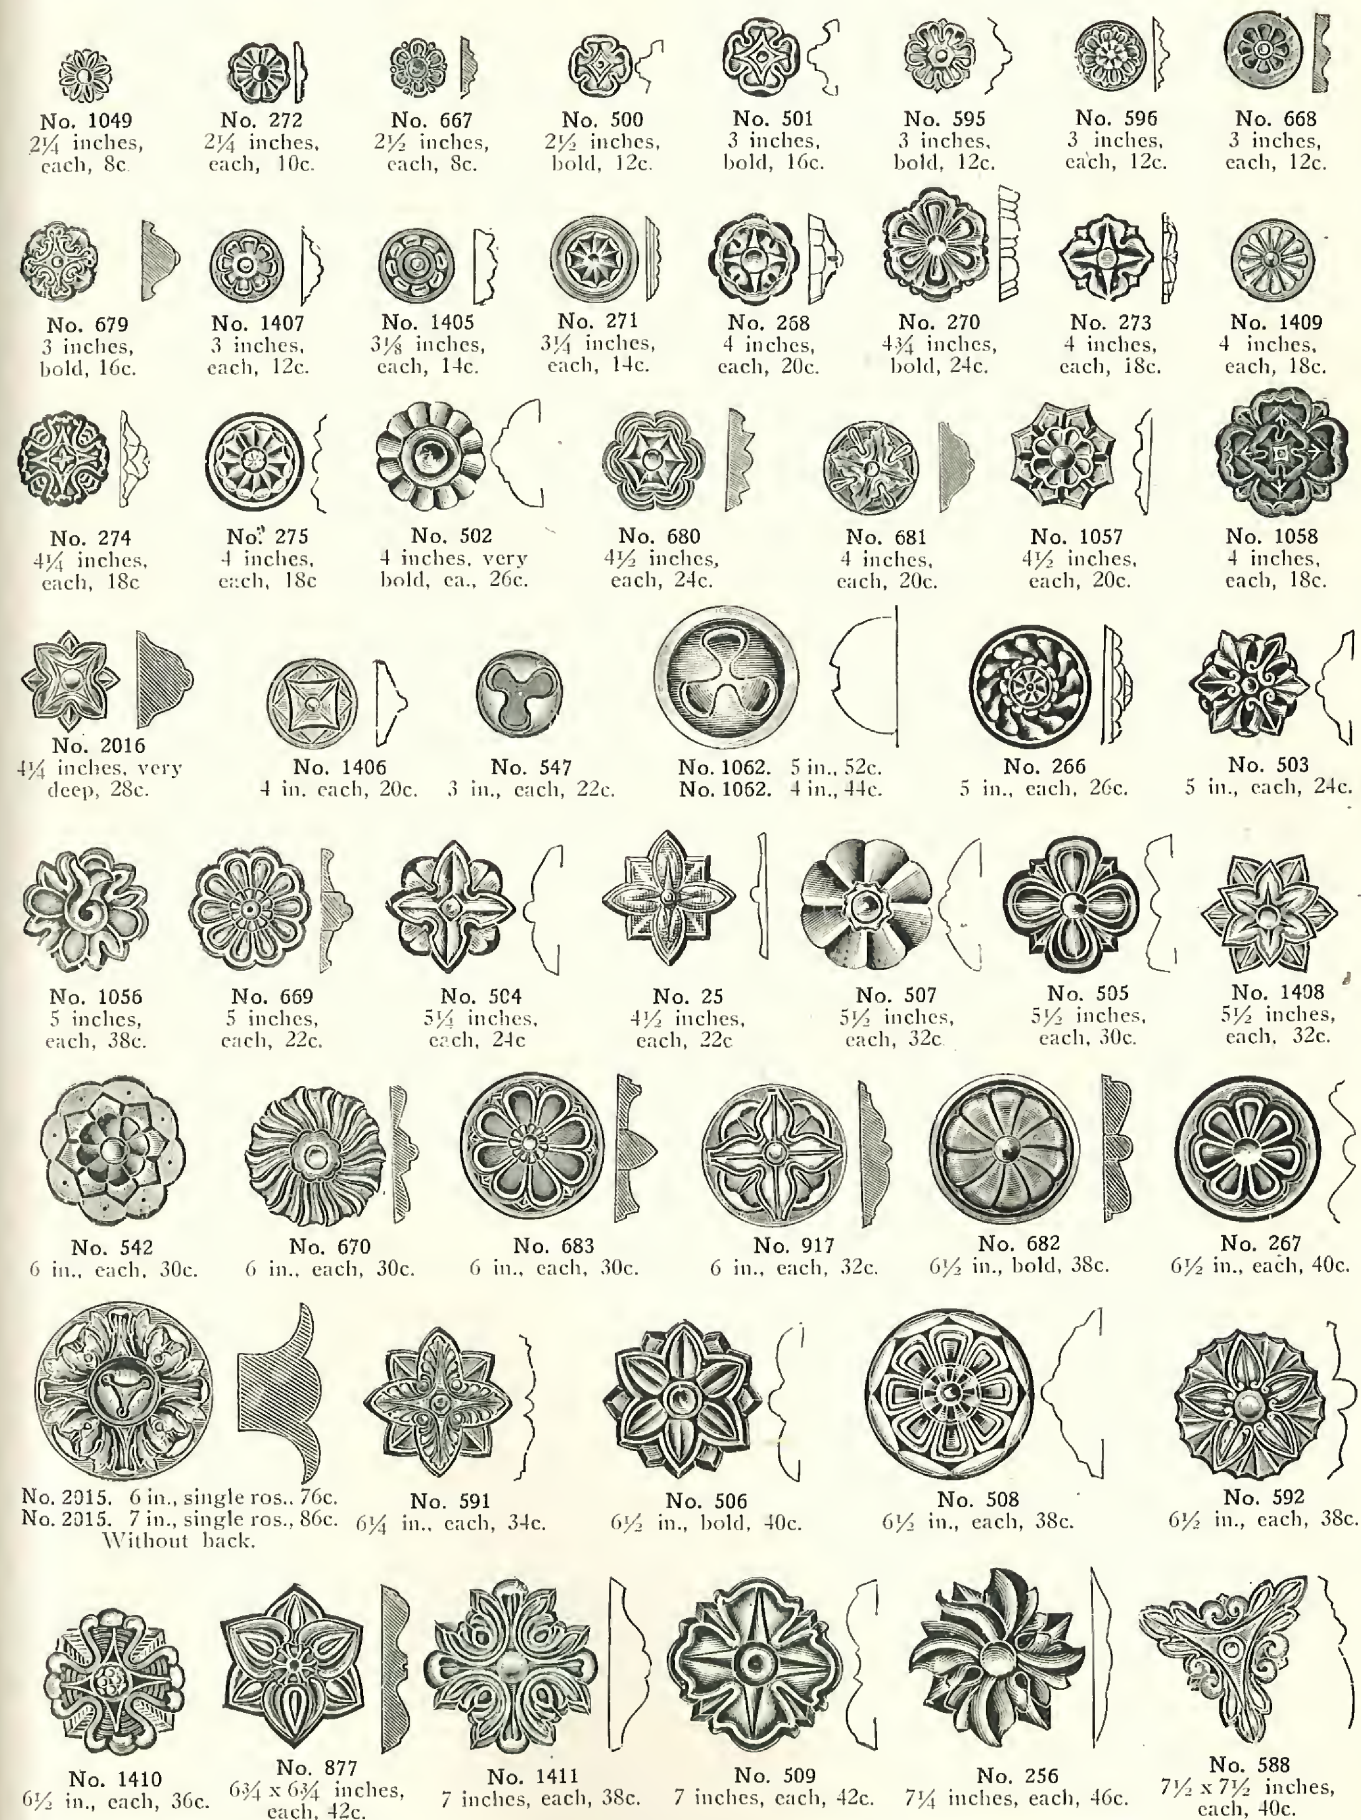 No. 1049
2¼ inches,
each, 8c.
No. 272
2¼ inches,
each, 10c.
No. 667
2½ inches,
each, 8c.
No. 500
2½ inches,
bold, 12c.
No. 501
3 inches,
bold, 16c.
No. 595
3 inches,
bold, 12c.
No. 596
3 inches,
each, 12c.
No. 668
3 inches,
each, 12c.
No. 679
3 inches,
bold, 16c.
No. 1407
3 inches,
each, 12c.
No. 1405
3⅛ inches,
each, 14c.
No. 271
3¼ inches,
each, 14c.
No. 268
4 inches,
each, 20c.
No. 270
4¾ inches,
bold, 24c.
No. 273
4 inches,
each, 18c.
No. 1409
4 inches,
each, 18c.
No. 274
4¼ inches,
each, 18c
No. 275
4 inches,
each, 18c
No. 502
4 inches, very
bold, ea., 26c.
No. 680
4½ inches,
each, 24c.
No. 681
4 inches,
each, 20c.
No. 1057
4½ inches,
each, 20c.
No. 1058
4 inches,
each, 18c.
No. 2016
4¼ inches, very
deep, 28c.
No. 1406
4 in. each, 20c.
No. 547
3 in., each, 22c.
No. 1062. 5 in., 52c.
No. 1062. 4 in., 44c.
No. 266
5 in., each, 26c.
No. 503
5 in., each, 24c.
No. 1056
5 inches,
each, 38c.
No. 669
5 inches,
each, 22c.
No. 504
5¼ inches,
each, 24c
No. 25
4½ inches,
each, 22c
No. 507
5½ inches,
each, 32c
No. 505
5½ inches,
each, 30c.
No. 1408
5½ inches,
each, 32c.
No. 542
6 in., each, 30c.
No. 670
6 in., each, 30c.
No. 683
6 in., each, 30c.
No. 917
6 in., each, 32c.
No. 682
6½ in., bold, 38c.
No. 267
6½ in., each, 40c.
No. 2015. 6 in., single ros., 76c.
No. 2015. 7 in., single ros., 86c.
Without back.
No. 591
6¼ in., each, 34c.
No. 506
6½ in., bold, 40c.
No. 508
6½ in., each, 38c.
No. 592
6½ in., each, 38c.
No. 1410
6½ in., each, 36c.
No. 877
6¾ x 6¾ inches,
each, 42c.
No. 1411
7 inches, each, 38c.
No. 509
7 inches, each, 42c.
No. 256
7¼ inches, each, 46c.
No. 588
7½ x 7½ inches,
each, 40c.